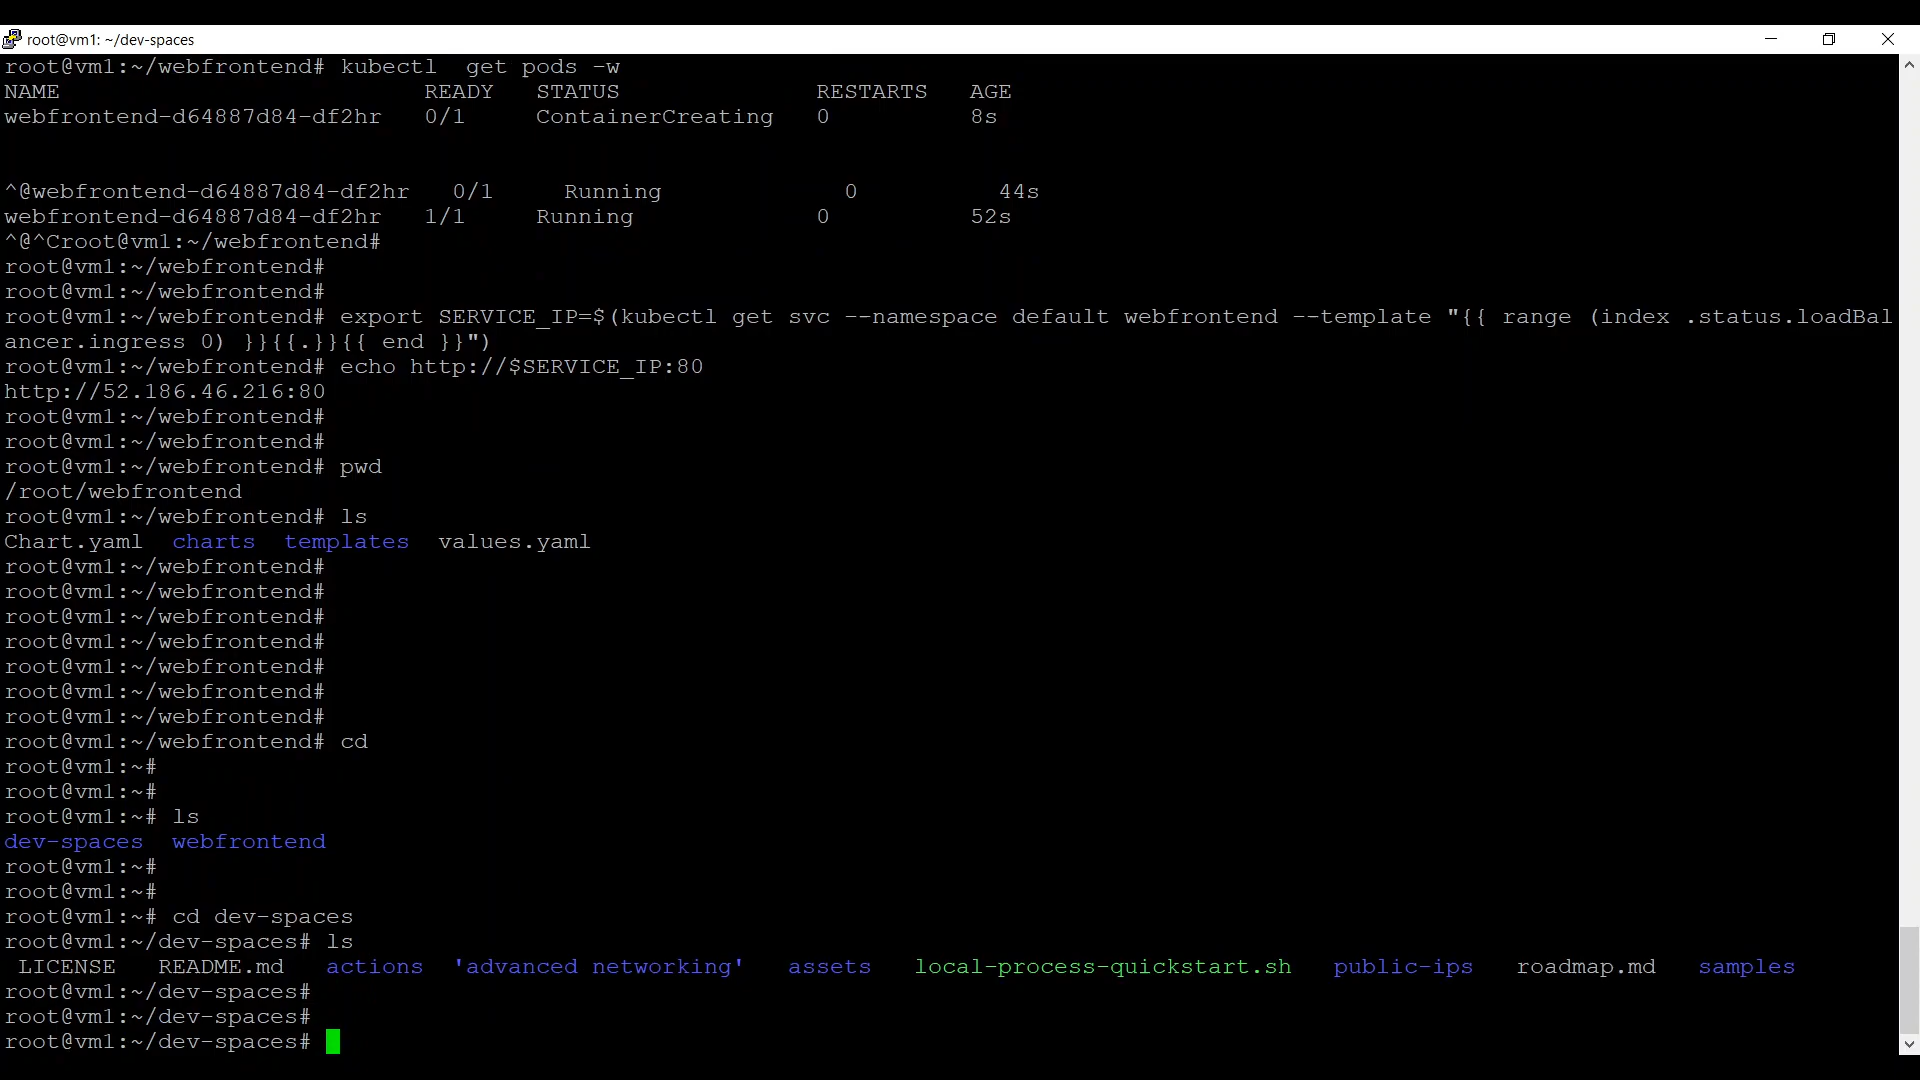 root@vm1: ~/dev-spaces
root@vm1:~/webfrontend# kubectl  get pods -w
NAME                          READY   STATUS              RESTARTS   AGE
webfrontend-d64887d84-df2hr   0/1     ContainerCreating   0          8s
^@webfrontend-d64887d84-df2hr   0/1     Running             0          44s
webfrontend-d64887d84-df2hr   1/1     Running             0          52s
^@^Croot@vm1:~/webfrontend#
root@vm1:~/webfrontend#
root@vm1:~/webfrontend#
root@vm1:~/webfrontend# export SERVICE_IP=$(kubectl get svc --namespace default webfrontend --template "{{ range (index .status.loadBal
ancer.ingress 0) }}{{.}}{{ end }}")
root@vm1:~/webfrontend# echo http://$SERVICE_IP:80
http://52.186.46.216:80
root@vm1:~/webfrontend#
root@vm1:~/webfrontend#
root@vm1:~/webfrontend# pwd
/root/webfrontend
root@vm1:~/webfrontend# ls
Chart.yaml  charts  templates  values.yaml
root@vm1:~/webfrontend#
root@vm1:~/webfrontend#
root@vm1:~/webfrontend#
root@vm1:~/webfrontend#
root@vm1:~/webfrontend#
root@vm1:~/webfrontend#
root@vm1:~/webfrontend#
root@vm1:~/webfrontend# cd
root@vm1:~#
root@vm1:~#
root@vm1:~# ls
dev-spaces  webfrontend
root@vm1:~#
root@vm1:~#
root@vm1:~# cd dev-spaces
root@vm1:~/dev-spaces# ls
LICENSE   README.md   actions  'advanced networking'   assets   local-process-quickstart.sh   public-ips   roadmap.md   samples
root@vm1:~/dev-spaces#
root@vm1:~/dev-spaces#
root@vm1:~/dev-spaces#